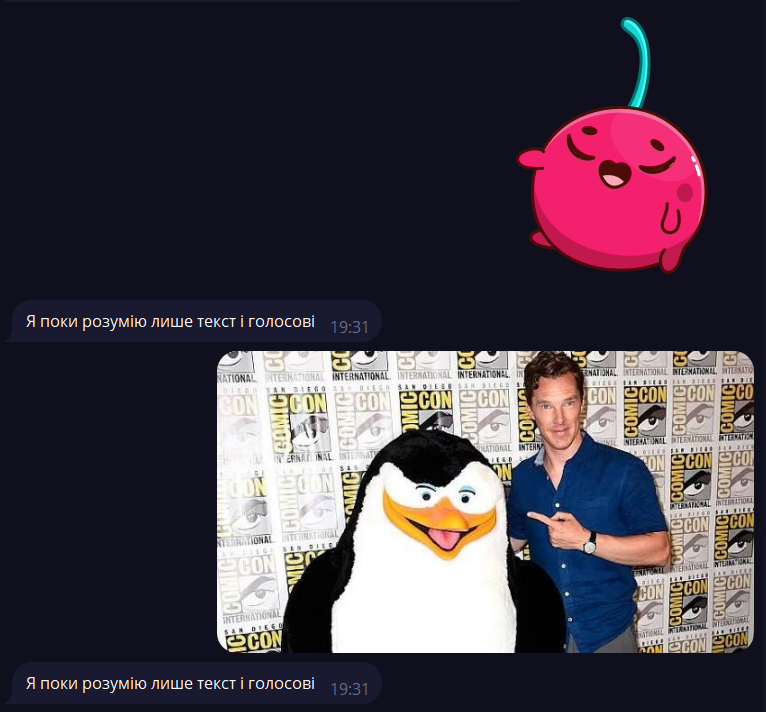 Я поки розумію лише текст і голосові
19:31
SAN DIEGO
COMIC CON
INTERNATIONAL
Я поки розумію лише текст і голосові
19:31